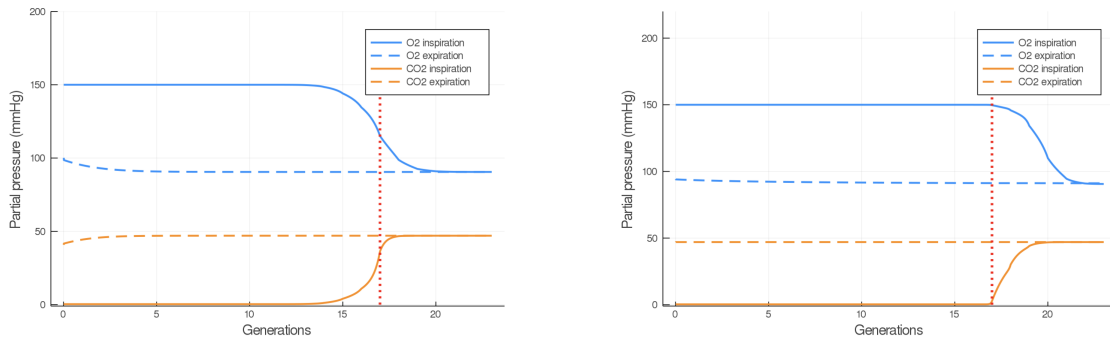 200
150
100
50
0
Partial pressure (mmHg)
0 5 10 15 20
Generations
O2 inspiration
O2 expiration
CO2 inspiration
CO2 expiration
200
150
100
50
0
Partial pressure (mmHg)
0 5 10 15 20
Generations
O2 inspiration
O2 expiration
CO2 inspiration
CO2 expiration